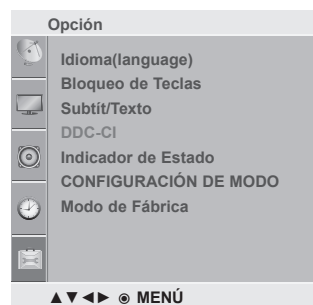 Opción
Idioma(language)
Bloqueo de Teclas
Subtít/Texto
DDC-CI
Indicador de Estado
CONFIGURACIÓN DE MODO
Modo de Fábrica
▲▼◄► ◉ MENÚ